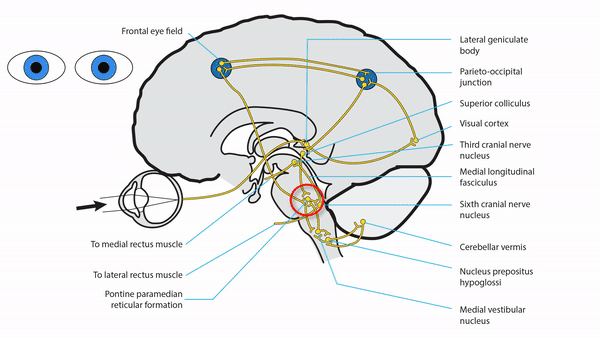 Frontal eye field
Lateral geniculate
body
Parieto-occipital
junction
Superior colliculus
Visual cortex
Third cranial nerve
nucleus
Medial longitudinal
fasciculus
Sixth cranial nerve
nucleus
Cerebellar vermis
Nucleus prepositus
hypoglossi
Medial vestibular
nucleus
To medial rectus muscle
To lateral rectus muscle
Pontine paramedian
reticular formation